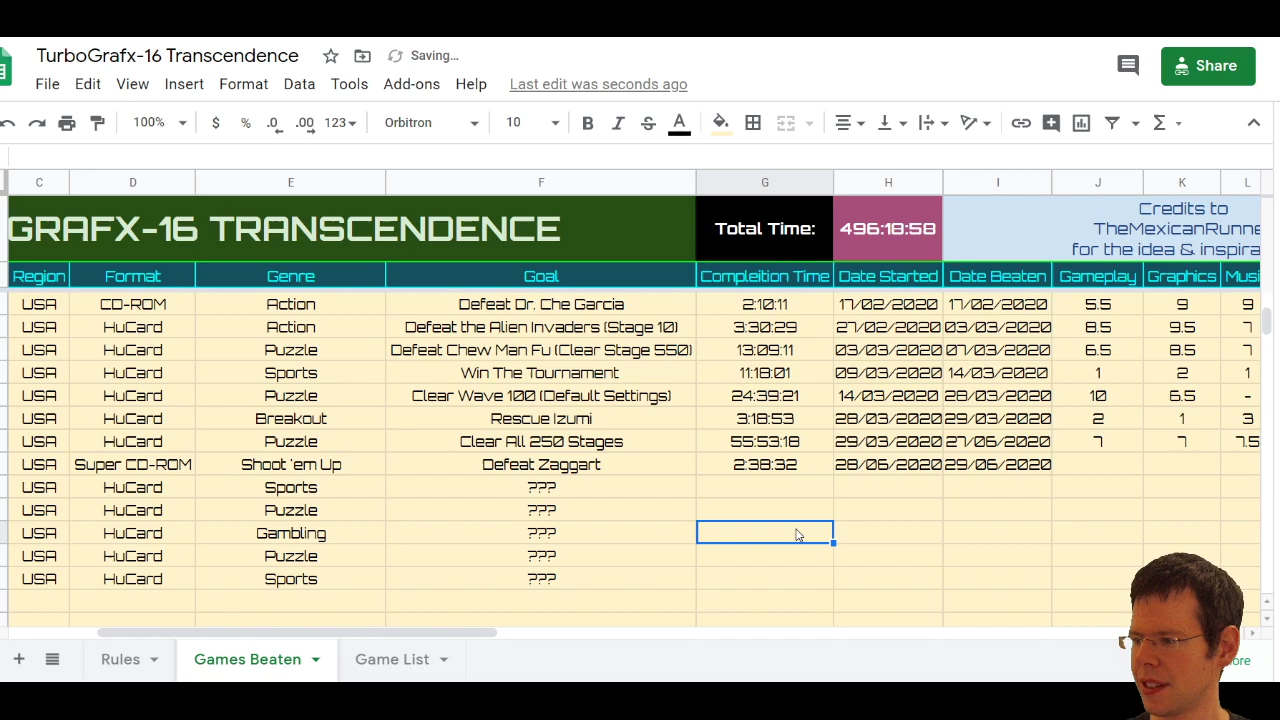 TurboGrafx-16 Transcendence Saving...
File Edit View Insert Format Data Tools Add-ons Help Last edit was seconds ago
Share
100% $ % .0 .00 123 Orbitron 10 B I S A
C D E F G H I J K L
GRAFX-16 TRANSCENDENCE Total Time: 496:18:58
Credits to
TheMexicanRunne
for the idea & inspira
Region Format Genre Goal Compleition Time Date Started Date Beaten Gameplay Graphics Musi
USA CD-ROM Action Defeat Dr. Che Garcia 2:10:11 17/02/2020 17/02/2020 5.5 9 9
USA HuCard Action Defeat the Alien Invaders (Stage 10) 3:30:29 27/02/2020 03/03/2020 8.5 9.5 7
USA HuCard Puzzle Defeat Chew Man Fu (Clear Stage 550) 13:09:11 03/03/2020 07/03/2020 6.5 8.5 7
USA HuCard Sports Win The Tournament 11:18:01 09/03/2020 14/03/2020 1 2 1
USA HuCard Puzzle Clear Wave 100 (Default Settings) 24:39:21 14/03/2020 28/03/2020 10 6.5 -
USA HuCard Breakout Rescue Izumi 3:18:53 28/03/2020 29/03/2020 2 1 3
USA HuCard Puzzle Clear All 250 Stages 55:53:18 29/03/2020 27/06/2020 7 7 7.5
USA Super CD-ROM Shoot 'em Up Defeat Zaggart 2:38:32 28/06/2020 29/06/2020
USA HuCard Sports ???
USA HuCard Puzzle ???
USA HuCard Gambling ???
USA HuCard Puzzle ???
USA HuCard Sports ???
Rules Games Beaten Game List
ore